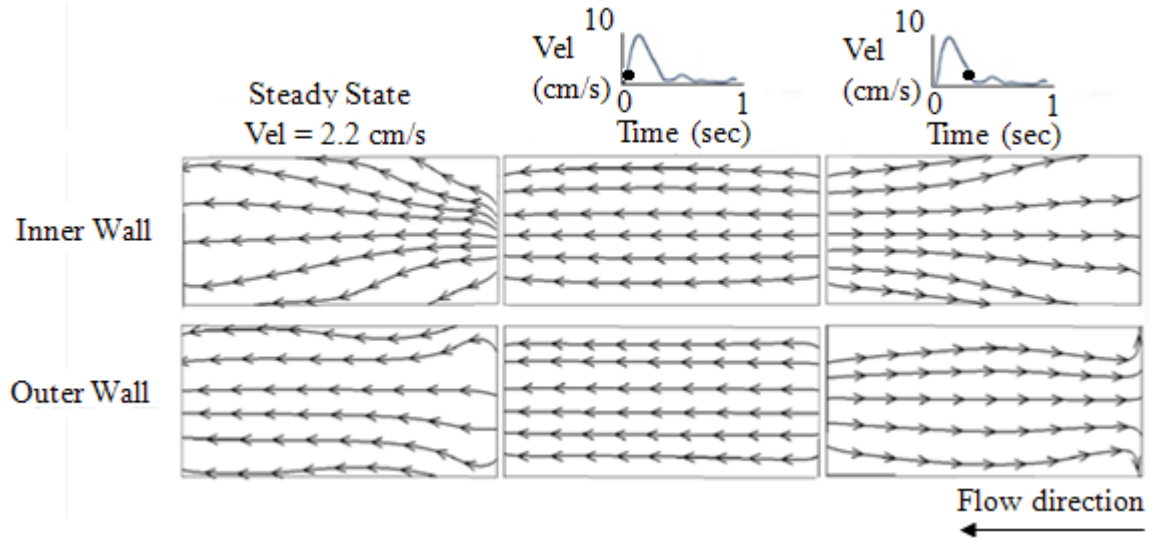 10
Vel
(cm/s)
0
1
Time (sec)
10
Vel
(cm/s)
0
1
Time (sec)
Steady State
Vel = 2.2 cm/s
Inner Wall
Outer Wall
Flow direction